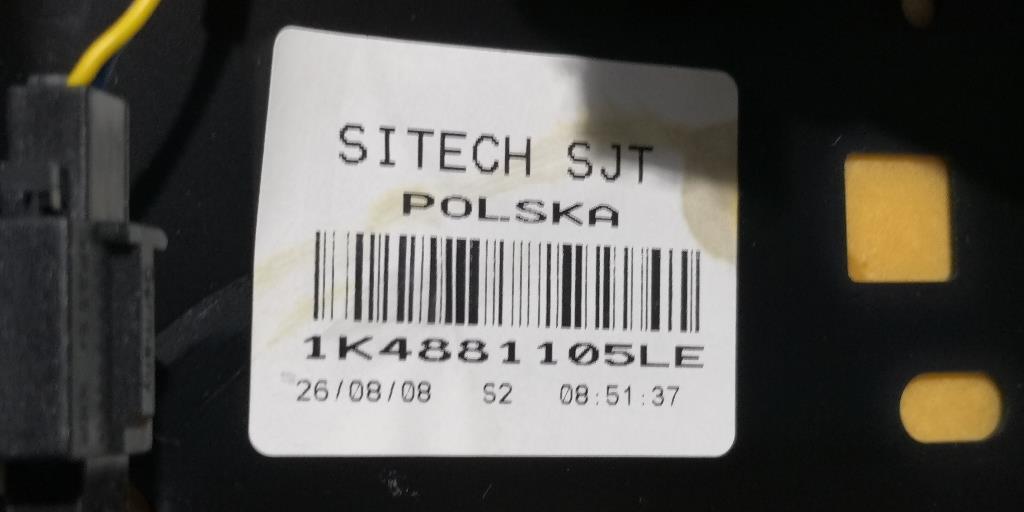 SITECH SJT
POLSKA
1K4881105LE
26/08/08 S2 08:51:37